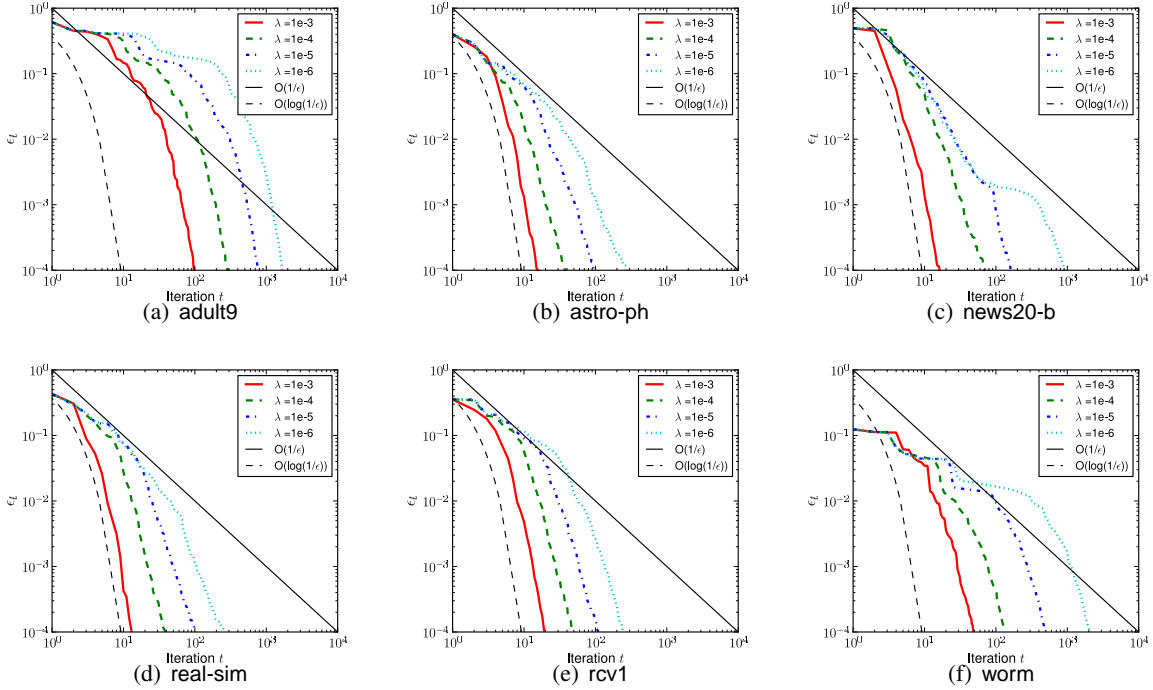 10^0
10^-1
10^-2
10^-3
10^-4
ϵ_t
λ =1e-3
λ =1e-4
λ =1e-5
λ =1e-6
O(1/ϵ)
O(log(1/ϵ))
10^0 10^1 10^2 10^3 10^4
Iteration t
(a) adult9
10^0
10^-1
10^-2
10^-3
10^-4
ϵ_t
λ =1e-3
λ =1e-4
λ =1e-5
λ =1e-6
O(1/ϵ)
O(log(1/ϵ))
10^0 10^1 10^2 10^3 10^4
Iteration t
(b) astro-ph
10^0
10^-1
10^-2
10^-3
10^-4
ϵ_t
λ =1e-3
λ =1e-4
λ =1e-5
λ =1e-6
O(1/ϵ)
O(log(1/ϵ))
10^0 10^1 10^2 10^3 10^4
Iteration t
(c) news20-b
10^0
10^-1
10^-2
10^-3
10^-4
ϵ_t
λ =1e-3
λ =1e-4
λ =1e-5
λ =1e-6
O(1/ϵ)
O(log(1/ϵ))
10^0 10^1 10^2 10^3 10^4
Iteration t
(d) real-sim
10^0
10^-1
10^-2
10^-3
10^-4
ϵ_t
λ =1e-3
λ =1e-4
λ =1e-5
λ =1e-6
O(1/ϵ)
O(log(1/ϵ))
10^0 10^1 10^2 10^3 10^4
Iteration t
(e) rcv1
10^0
10^-1
10^-2
10^-3
10^-4
ϵ_t
λ =1e-3
λ =1e-4
λ =1e-5
λ =1e-6
O(1/ϵ)
O(log(1/ϵ))
10^0 10^1 10^2 10^3 10^4
Iteration t
(f) worm